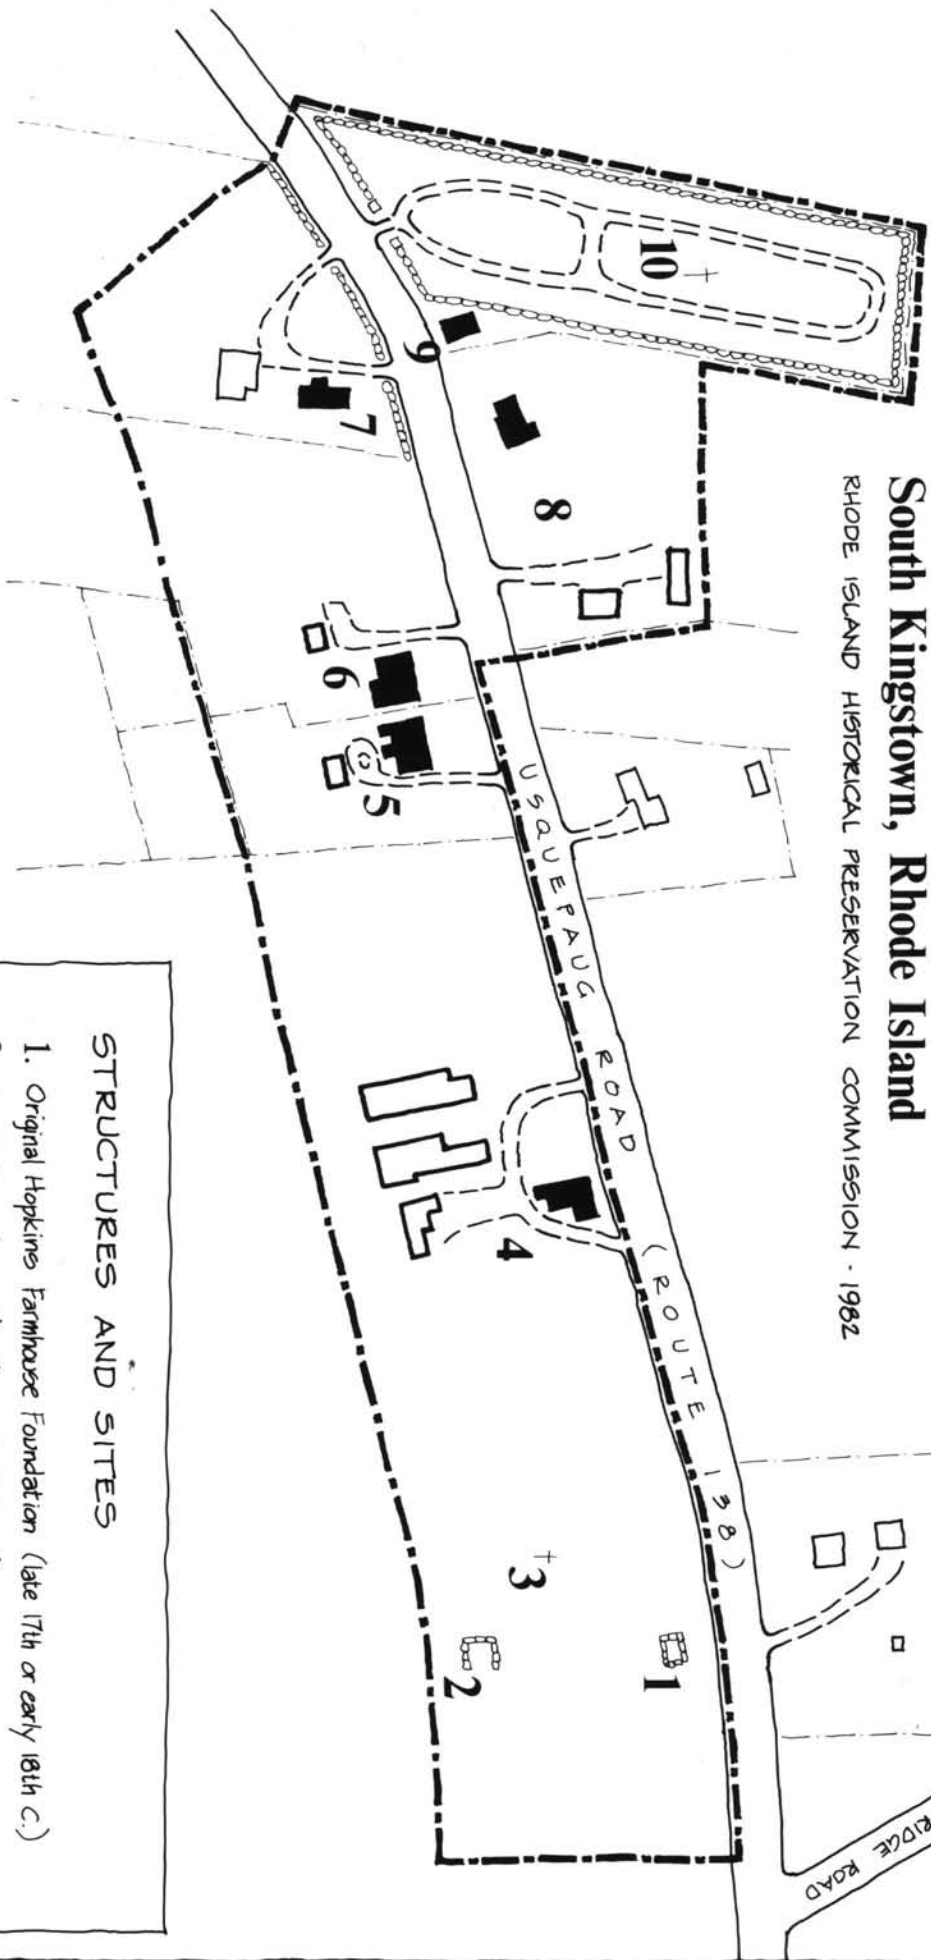 South Kingstown, Rhode Island
RHODE ISLAND HISTORICAL PRESERVATION COMMISSION - 1982
10
9
8
7
6
5
USQUEPAUG ROAD (ROUTE 138)
4
3
2
1
RIDGE ROAD
STRUCTURES AND SITES
1. Original Hopkins Farmhouse Foundation (late 17th or early 18th C.)